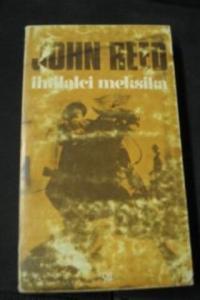 JOHN REED
ihtilalci meksika